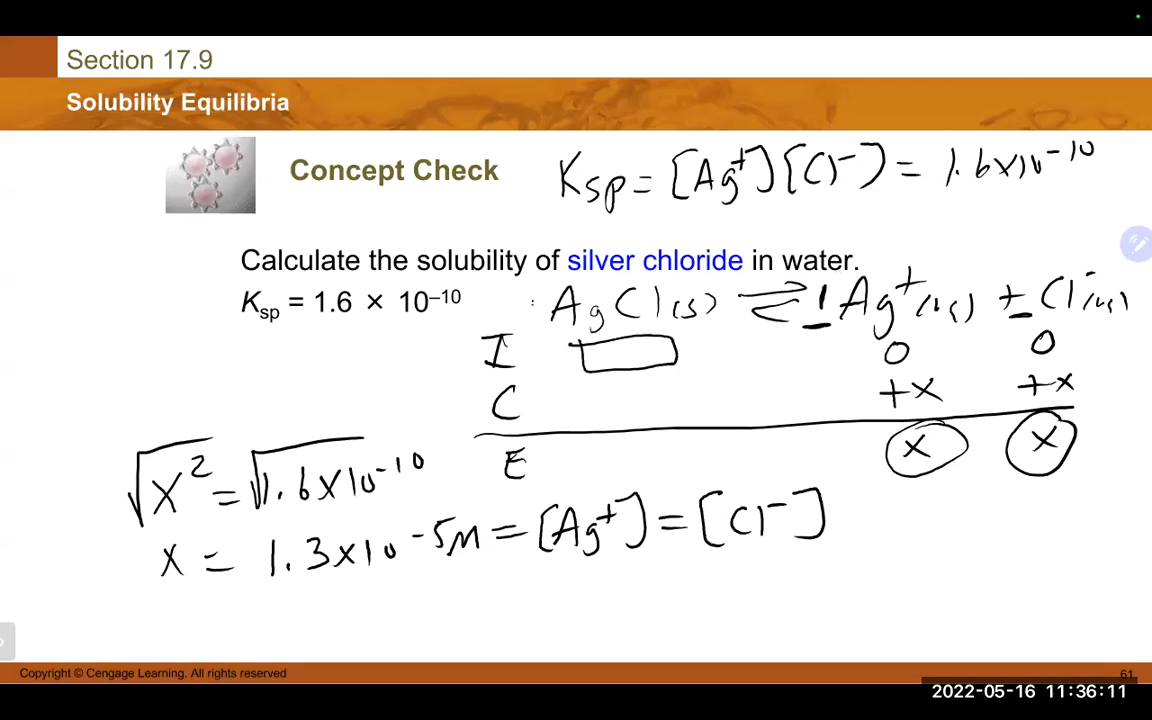 Section 17.9
Solubility Equilibria
Concept Check
Ksp = [Ag⁺][Cl⁻] = 1.6x10⁻¹⁰
Calculate the solubility of silver chloride in water.
Ksp = 1.6 × 10⁻¹⁰
AgCl(s) ⇌ 1Ag⁺(aq) + Cl⁻(aq)
I 0 0
C +x +x
E x x
√x² = √1.6x10⁻¹⁰
x = 1.3x10⁻⁵M = [Ag⁺] = [Cl⁻]
Copyright © Cengage Learning. All rights reserved
61
2022-05-16 11:36:11